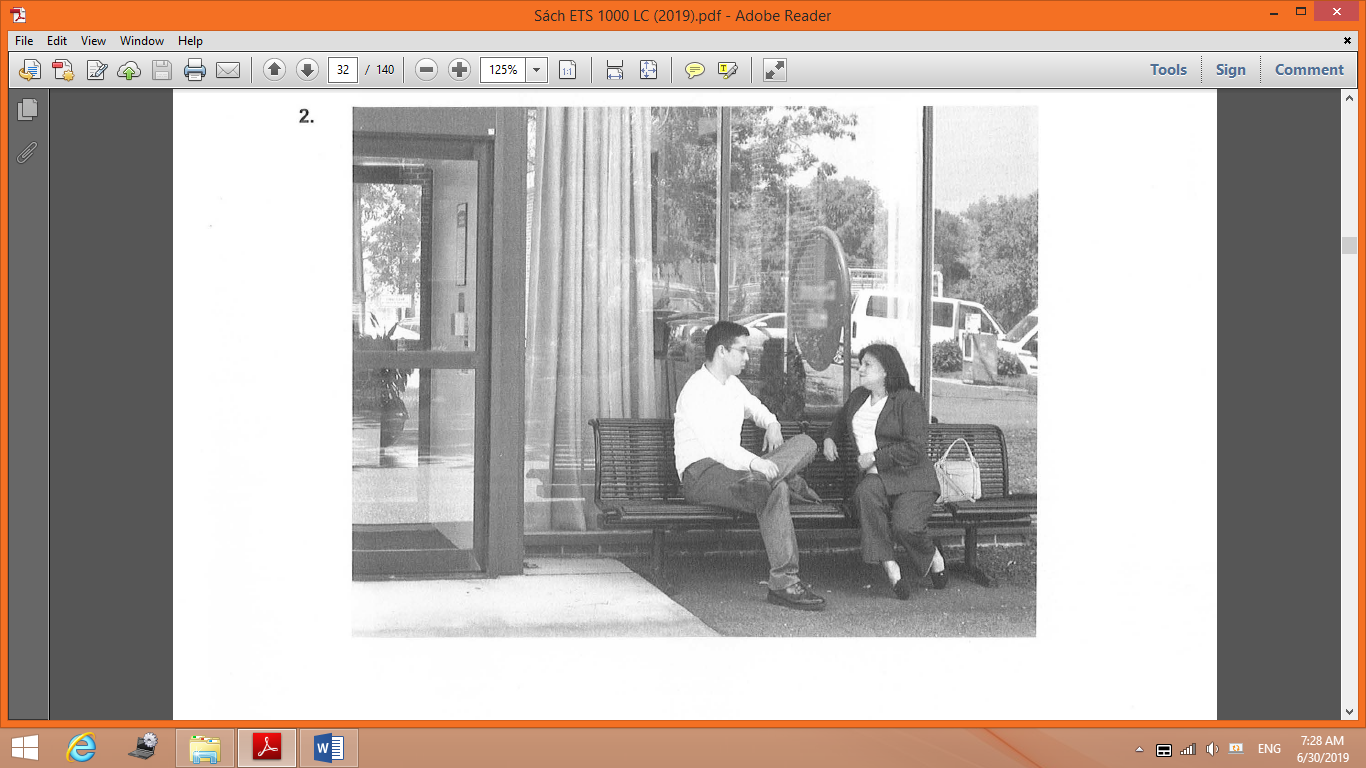 Sách ETS 1000 LC (2019).pdf - Adobe Reader
File Edit View Window Help
32 / 140 125% Tools Sign Comment
2.
ENG 7:28 AM
6/30/2019